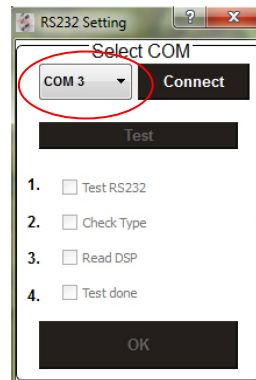 RS232 Setting ? X
Select COM
COM 3 Connect
Test
1. Test RS232
2. Check Type
3. Read DSP
4. Test done
OK